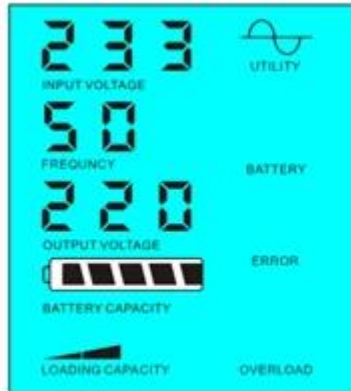 233
INPUT VOLTAGE
UTILITY
50
FREQUNCY
BATTERY
220
OUTPUT VOLTAGE
ERROR
BATTERY CAPACITY
LOADING CAPACITY
OVERLOAD